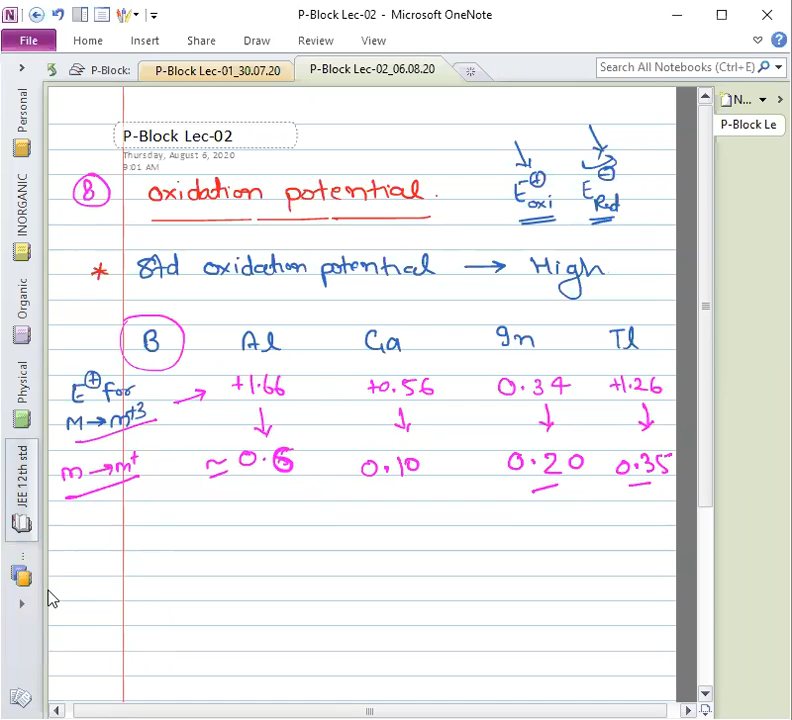 P-Block Lec-02 - Microsoft OneNote
File Home Insert Share Draw Review View
P-Block: P-Block Lec-01_30.07.20 P-Block Lec-02_06.08.20 Search All Notebooks (Ctrl+E)
N...
P-Block Le
Personal
INORGANIC
Organic
Physical
JEE 12th std
P-Block Lec-02
Thursday, August 6, 2020
9:01 AM
8 oxidation potential. E⊕oxi E⊖Red
* Std oxidation potential → High
B Al Ga In Tl
E⊕ for → +1.66 +0.56 0.34 +1.26
M→m+3 ↓ ↓ ↓ ↓
m→m+ ≈ 0.6 0.10 0.20 0.35